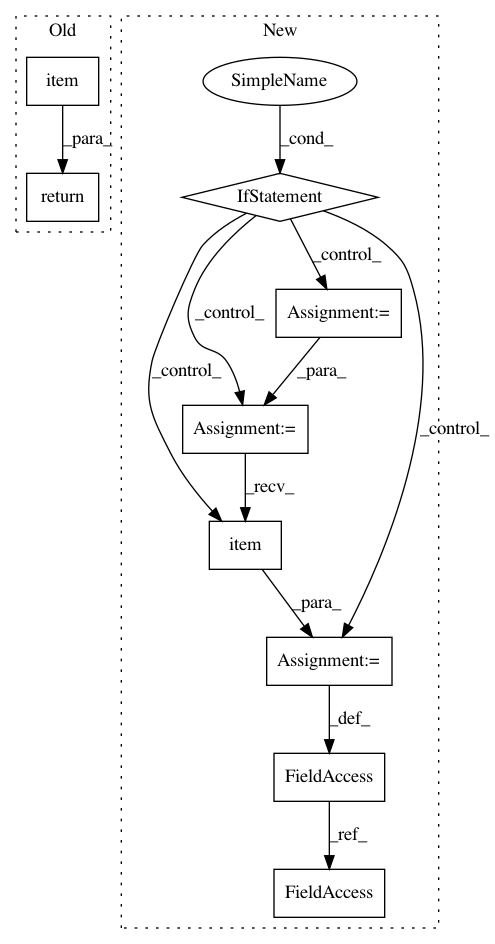 Old
New
item
SimpleName
_para_
_cond_
return
IfStatement
_control_
Assignment:=
_control_
_para_
_control_
Assignment:=
_control_
_recv_
item
_para_
Assignment:=
_def_
FieldAccess
_ref_
FieldAccess